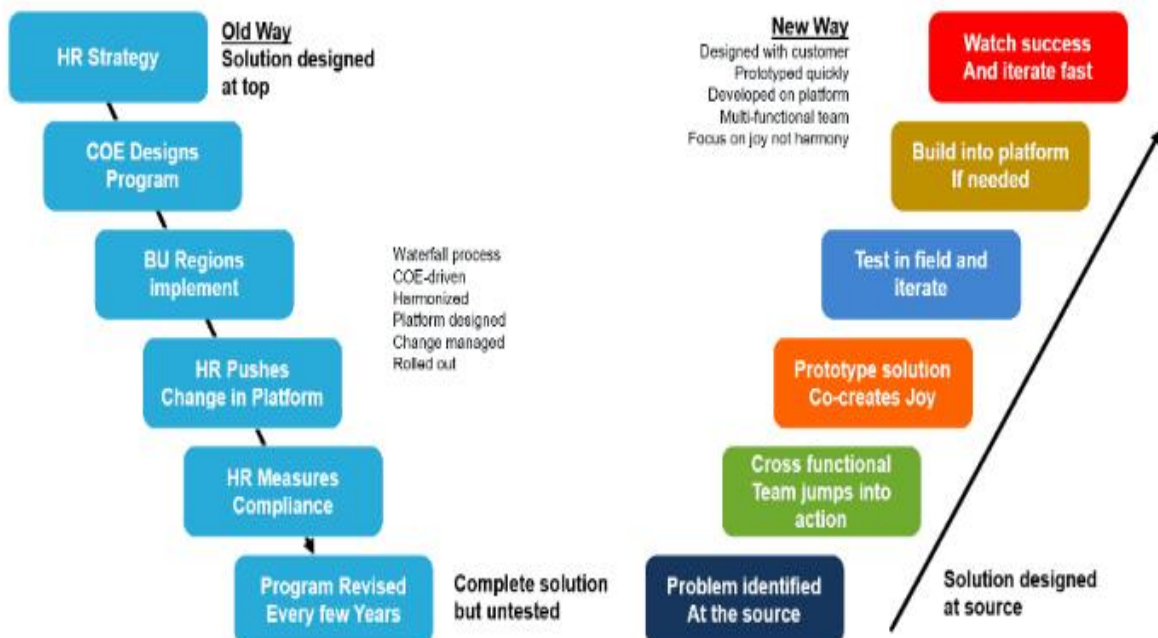 HR Strategy
Old Way
Solution designed
at top
COE Designs
Program
BU Regions
implement
Waterfall process
COE-driven
Harmonized
Platform designed
Change managed
Rolled out
HR Pushes
Change in Platform
HR Measures
Compliance
Program Revised
Every few Years
Complete solution
but untested
New Way
Designed with customer
Prototyped quickly
Developed on platform
Multi-functional team
Focus on joy not harmony
Watch success
And iterate fast
Build into platform
If needed
Test in field and
iterate
Prototype solution
Co-creates Joy
Cross functional
Team jumps into
action
Problem identified
At the source
Solution designed
at source